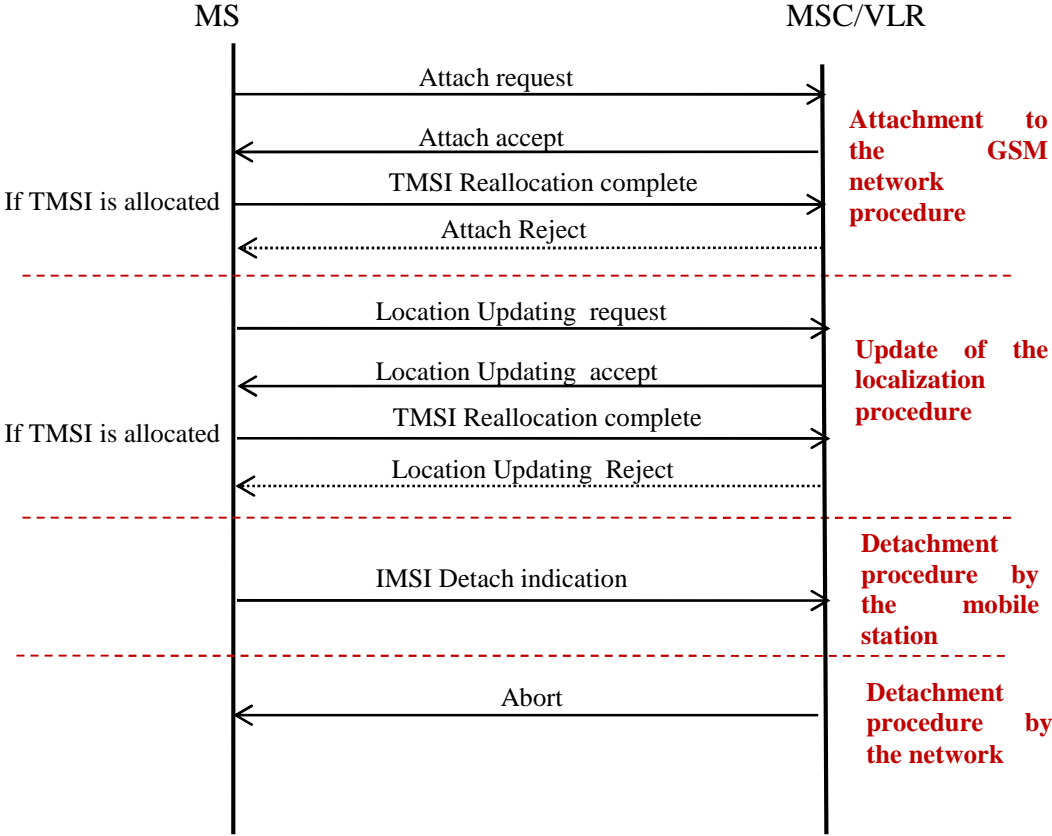 MS
MSC/VLR
Attach request
Attach accept
TMSI Reallocation complete
If TMSI is allocated
Attach Reject
Attachment to
the GSM
network
procedure
Location Updating request
Location Updating accept
TMSI Reallocation complete
If TMSI is allocated
Location Updating Reject
Update of the
localization
procedure
IMSI Detach indication
Detachment
procedure by
the mobile
station
Abort
Detachment
procedure by
the network